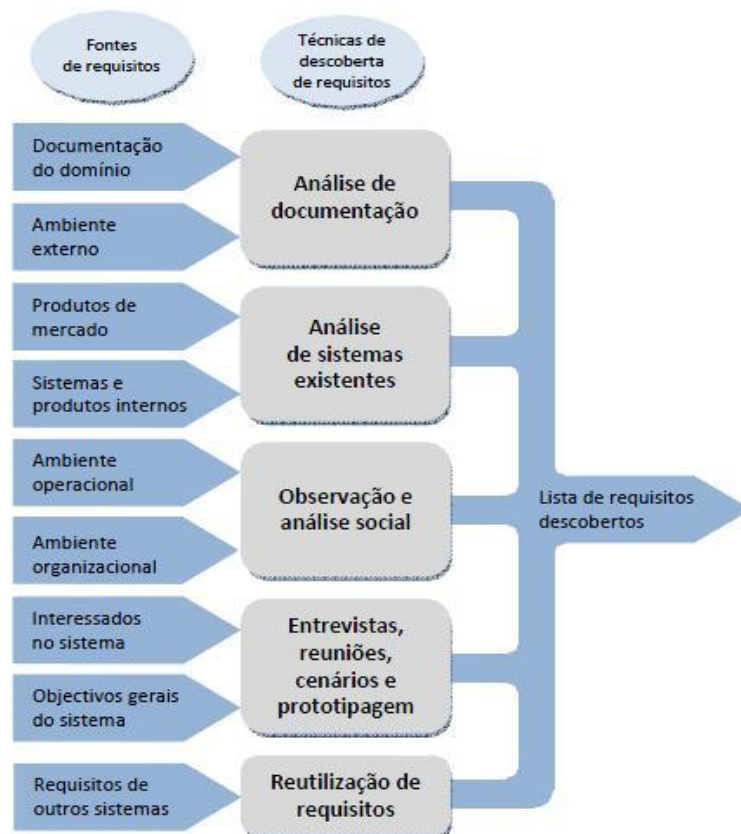 Fontes
de requisitos
Técnicas de
descoberta
de requisitos
Documentação
do domínio
Ambiente
externo
Análise de
documentação
Produtos de
mercado
Sistemas e
produtos internos
Análise
de sistemas
existentes
Ambiente
operacional
Ambiente
organizacional
Observação e
análise social
Interessados
no sistema
Objectivos gerais
do sistema
Entrevistas,
reuniões,
cenários e
prototipagem
Requisitos de
outros sistemas
Reutilização de
requisitos
Lista de requisitos
descobertos